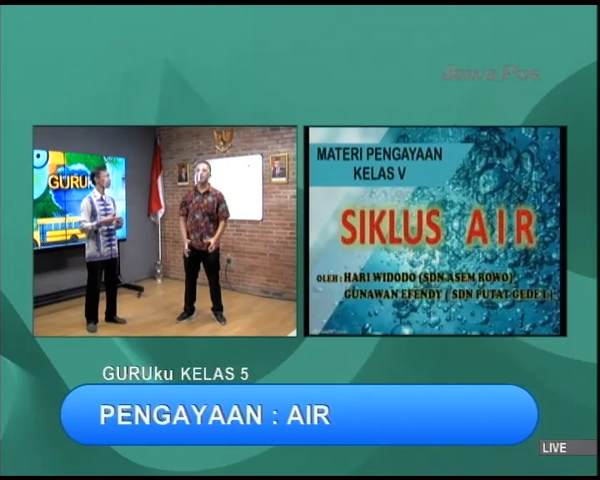 Jawa Pos
GURUk
MATERI PENGAYAAN
KELAS V
SIKLUS AIR
OLEH : HARI WIDODO (SDN ASEM ROWO)
GUNAWAN EFENDY ( SDN PUTAT GEDE I )
GURUku KELAS 5
PENGAYAAN : AIR
LIVE